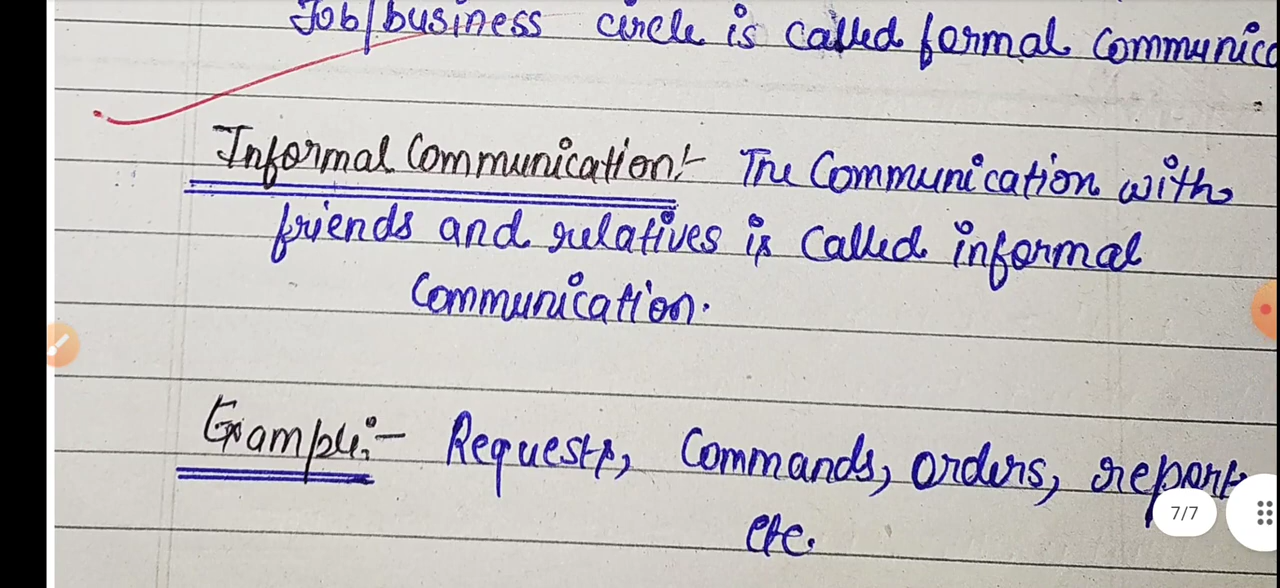 Job/business circle is called formal communic
Informal Communication:- The Communication with
friends and relatives is called informal
Communication.
Example:- Requests, Commands, orders, report
etc.
7/7